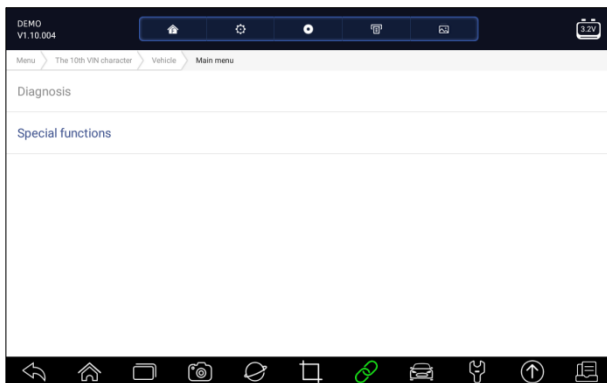 DEMO
V1.10.004
3.2V
Menu The 10th VIN character Vehicle Main menu
Diagnosis
Special functions